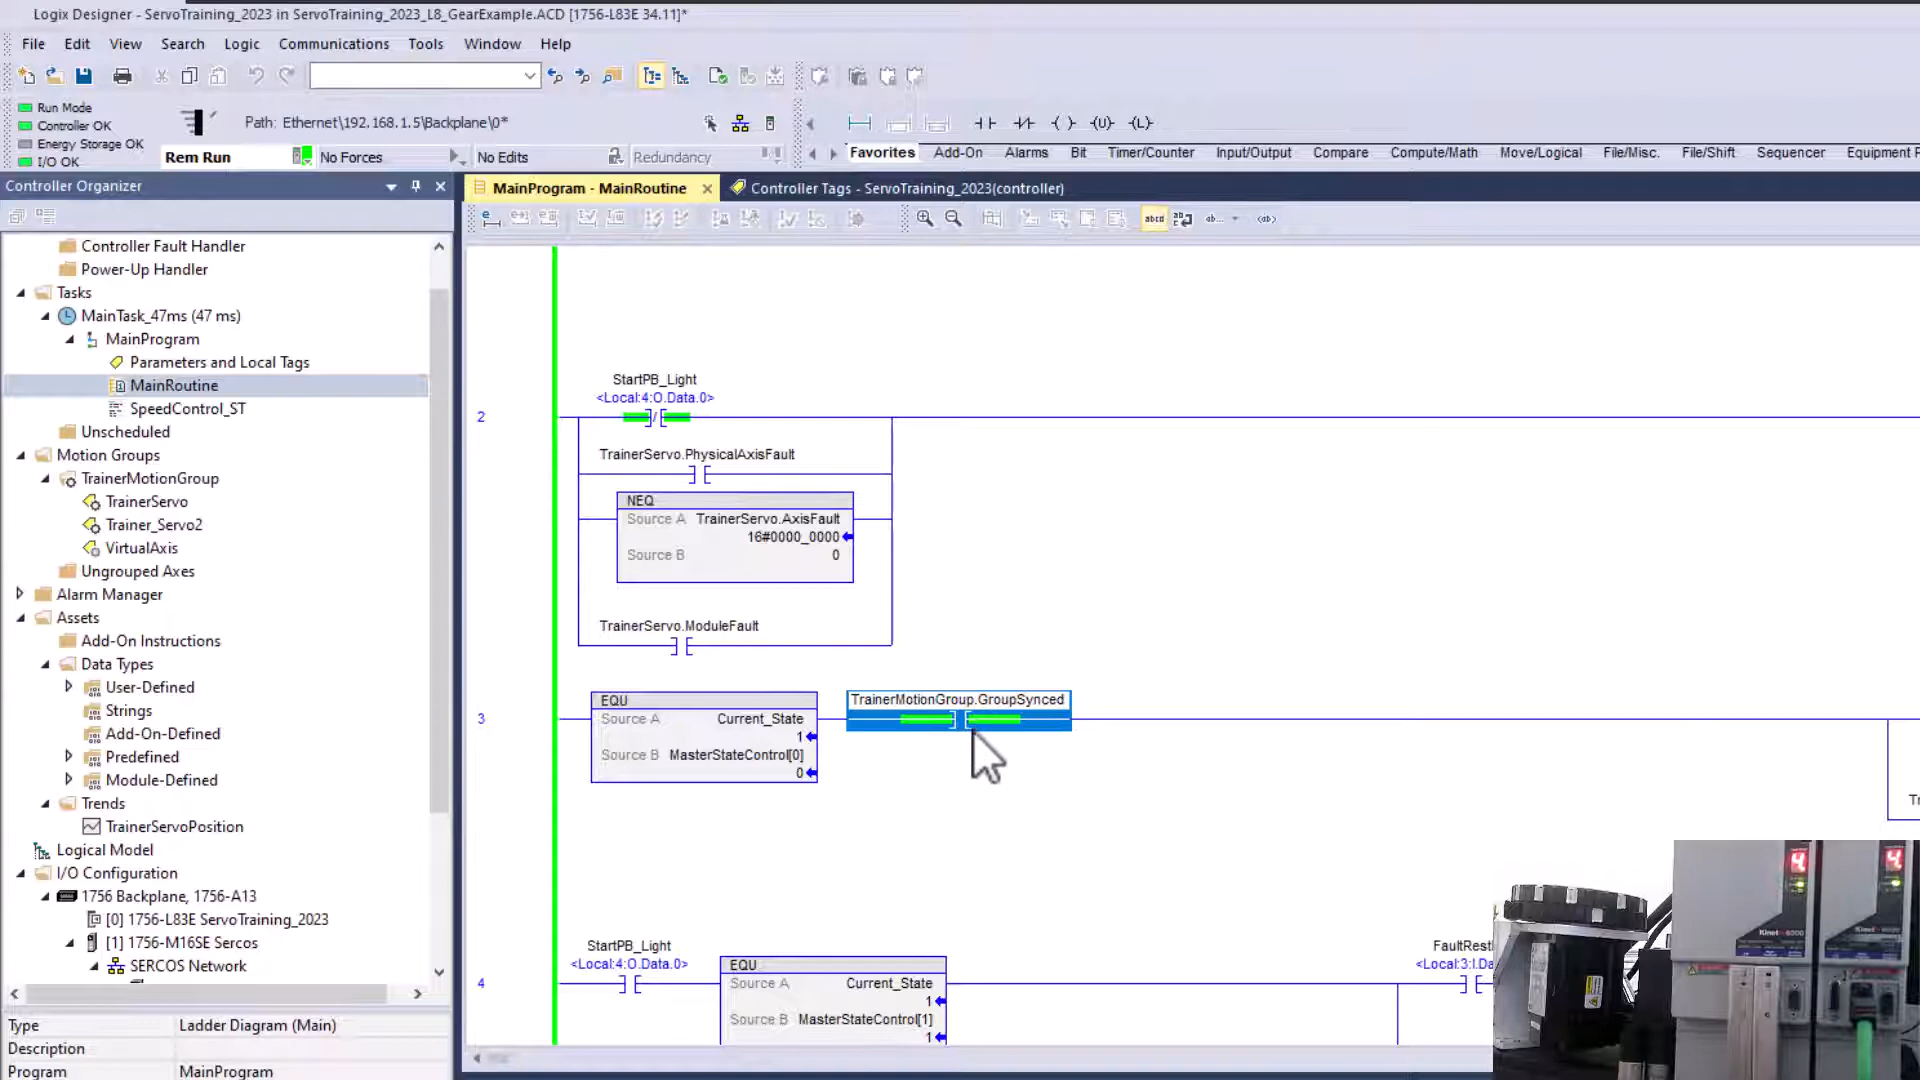 Logix Designer - ServoTraining_2023 in ServoTraining_2023_L8_GearExample.ACD [1756-L83E 34.11]*
File Edit View Search Logic Communications Tools Window Help
Run Mode
Controller OK
Energy Storage OK
I/O OK
Path: Ethernet\192.168.1.5\Backplane\0*
Rem Run No Forces No Edits Redundancy
Favorites Add-On Alarms Bit Timer/Counter Input/Output Compare Compute/Math Move/Logical File/Misc. File/Shift Sequencer Equipment P
Controller Organizer
MainProgram - MainRoutine
Controller Tags - ServoTraining_2023(controller)
Controller Fault Handler
Power-Up Handler
Tasks
MainTask_47ms (47 ms)
MainProgram
Parameters and Local Tags
MainRoutine
SpeedControl_ST
Unscheduled
Motion Groups
TrainerMotionGroup
TrainerServo
Trainer_Servo2
VirtualAxis
Ungrouped Axes
Alarm Manager
Assets
Add-On Instructions
Data Types
User-Defined
Strings
Add-On-Defined
Predefined
Module-Defined
Trends
TrainerServoPosition
Logical Model
I/O Configuration
1756 Backplane, 1756-A13
[0] 1756-L83E ServoTraining_2023
[1] 1756-M16SE Sercos
SERCOS Network
Type Ladder Diagram (Main)
Description
Program MainProgram
StartPB_Light
<Local:4:O.Data.0>
2
TrainerServo.PhysicalAxisFault
NEQ
Source A TrainerServo.AxisFault
16#0000_0000
Source B 0
TrainerServo.ModuleFault
3
EQU
Source A Current_State
1
Source B MasterStateControl[0]
0
TrainerMotionGroup.GroupSynced
Tr
StartPB_Light
<Local:4:O.Data.0>
4
EQU
Source A Current_State
1
Source B MasterStateControl[1]
1
FaultRest
<Local:3:I.Da
4
4